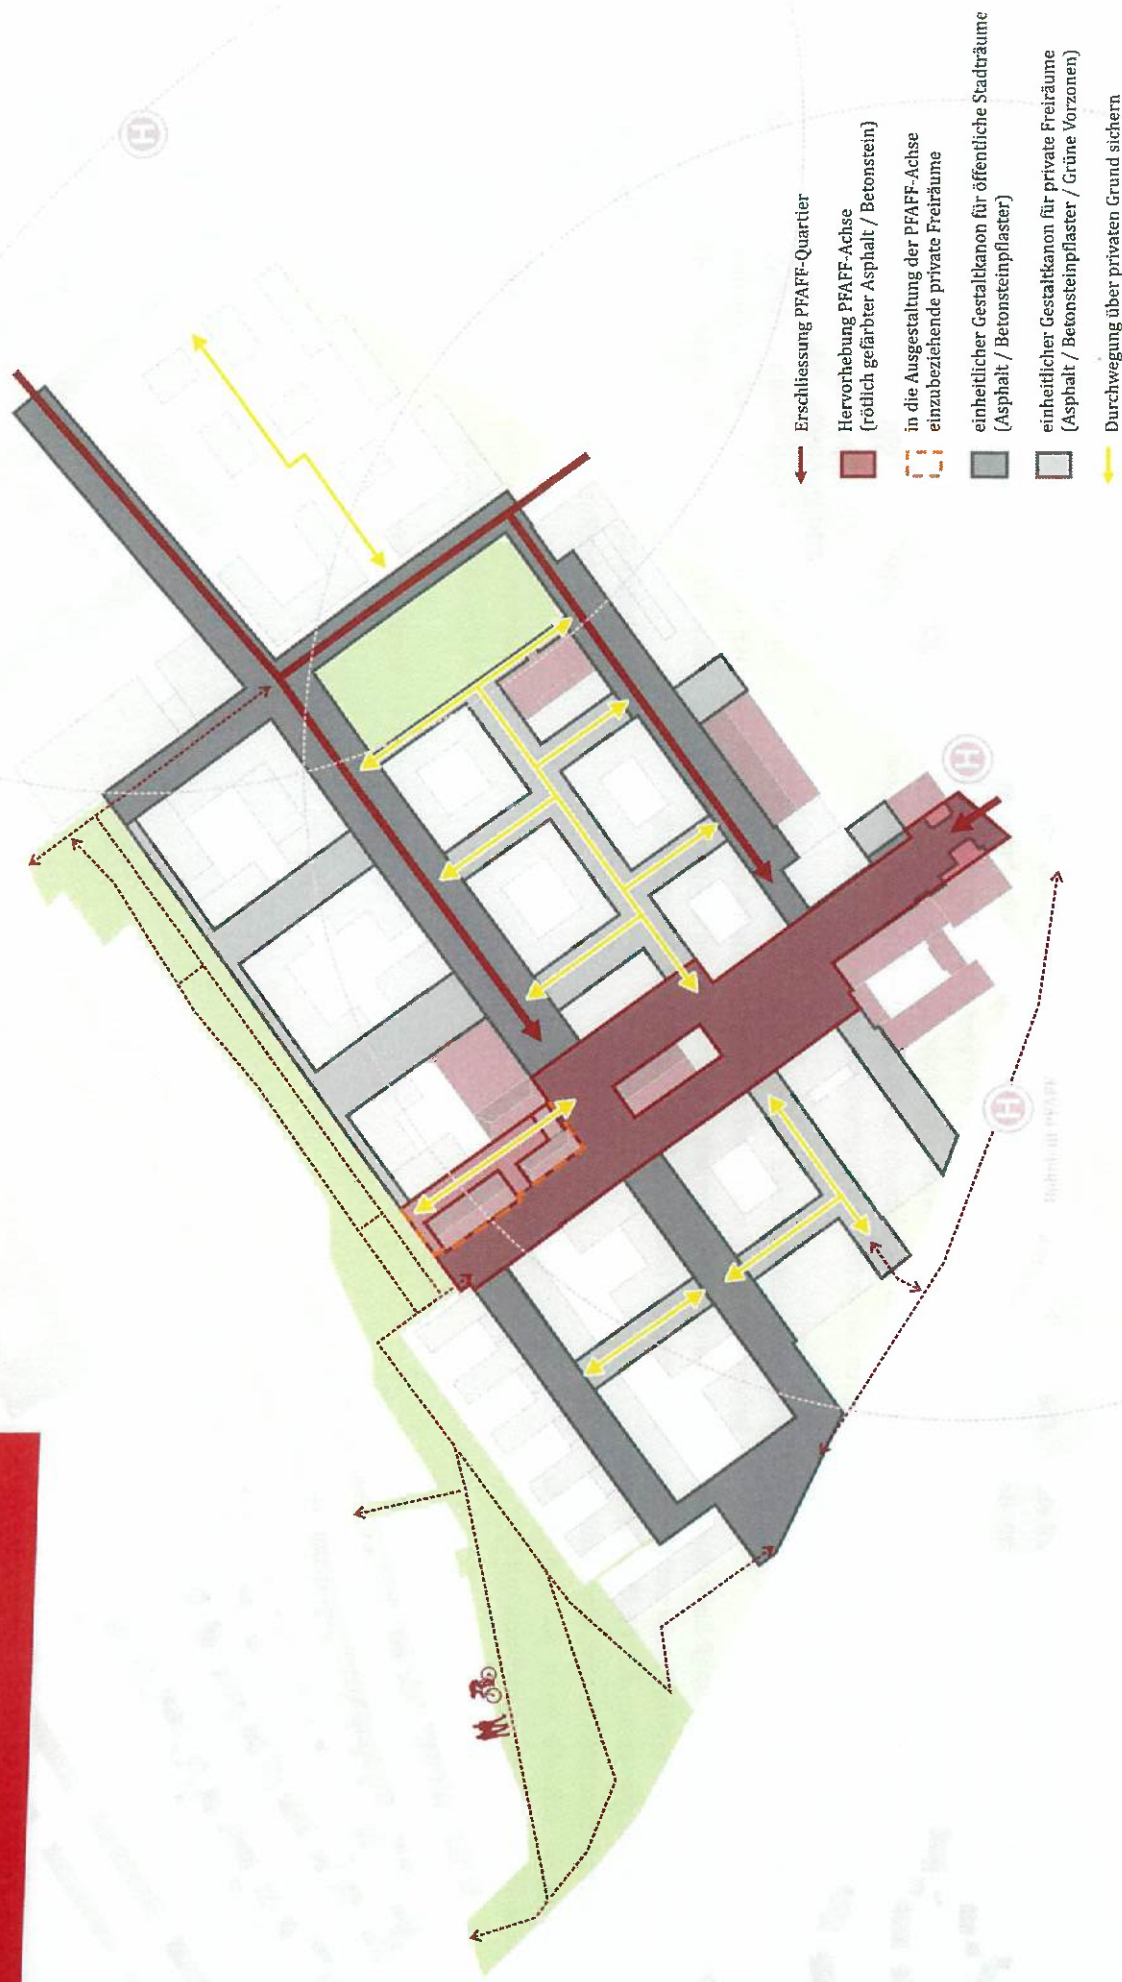 Erschliessung PFAFF-Quartier
Hervorhebung PFAFF-Achse
(rötlich gefärbter Asphalt / Betonstein)
in die Ausgestaltung der PFAFF-Achse
einzubeziehende private Freiräume
einheitlicher Gestaltkanon für öffentliche Stadträume
(Asphalt / Betonsteinpflaster)
einheitlicher Gestaltkanon für private Freiräume
(Asphalt / Betonsteinpflaster / Grüne Vorzonen)
Durchwegung über privaten Grund sichern
H
H
H